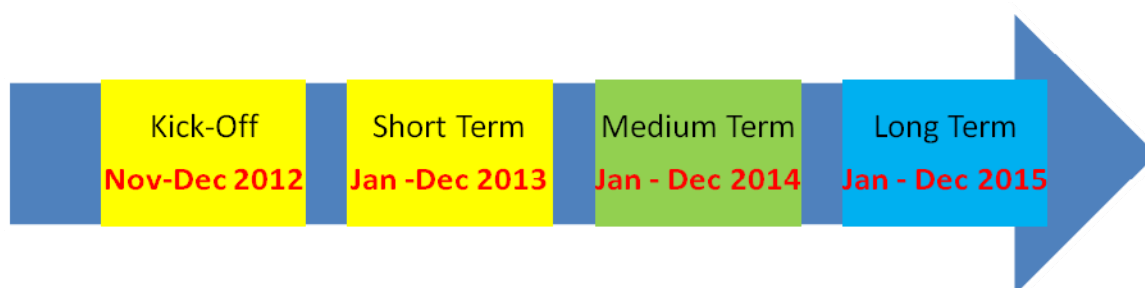 Kick-Off
Nov-Dec 2012
Short Term
Jan -Dec 2013
Medium Term
Jan - Dec 2014
Long Term
Jan - Dec 2015